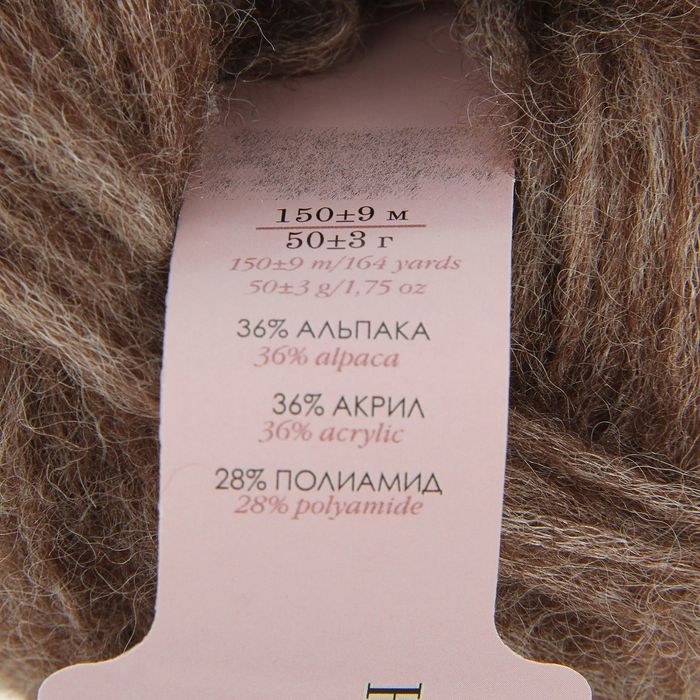 150±9 м
50±3 г
150±9 m/164 yards
50±3 g/1,75 oz
36% АЛЬПАКА
36% alpaca
36% АКРИЛ
36% acrylic
28% ПОЛИАМИД
28% polyamide